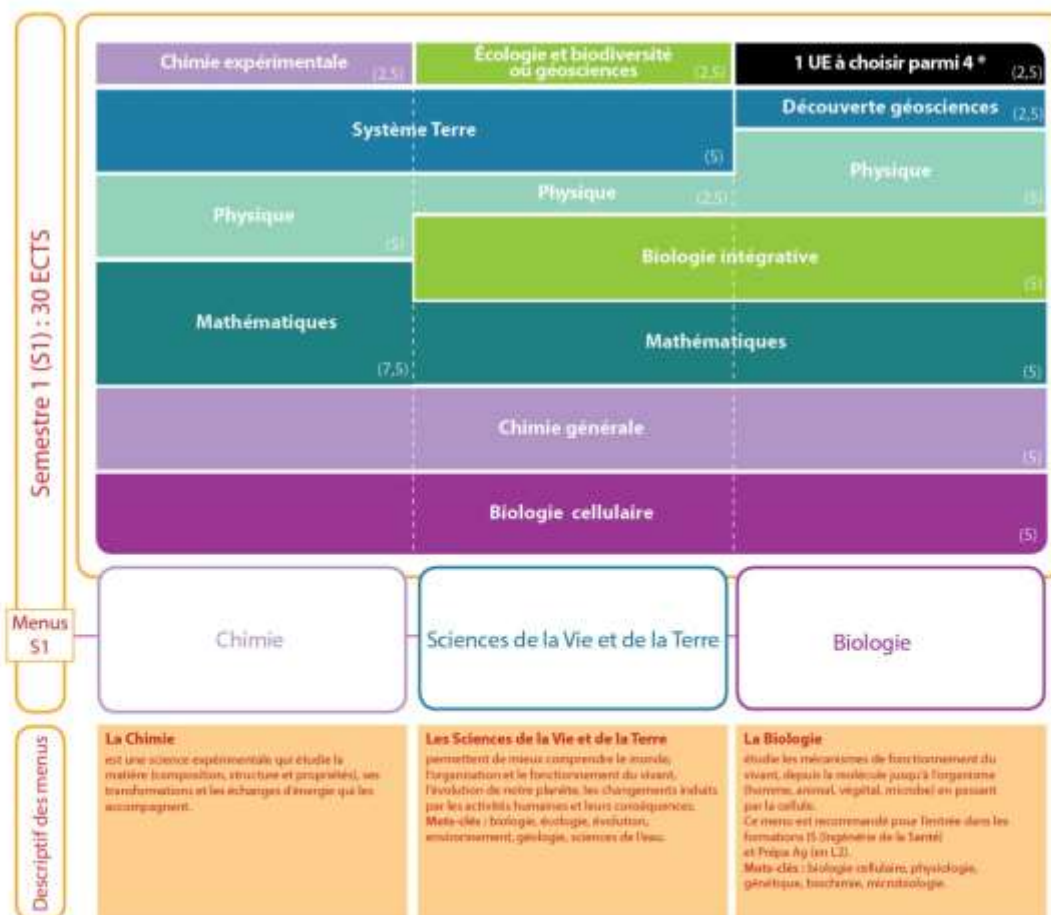 Semestre 1 (S1) : 30 ECTS
Chimie expérimentale
(2,5)
Écologie et biodiversité
ou géosciences
(2,5)
1 UE à choisir parmi 4 *
(2,5)
Système Terre
(5)
Découverte géosciences
(2,5)
Physique
(5)
Physique
(2,5)
Physique
(5)
Biologie intégrative
(5)
Mathématiques
(7,5)
Mathématiques
(5)
Chimie générale
(5)
Biologie cellulaire
(5)
Menus
S1
Chimie
Sciences de la Vie et de la Terre
Biologie
Descriptif des menus
La Chimie
est une science expérimentale qui étudie la
matière (composition, structure et propriétés), ses
transformations et les échanges d'énergie qui les
accompagnent.
Les Sciences de la Vie et de la Terre
permettent de mieux comprendre le monde,
l'organisation et le fonctionnement du vivant,
l'évolution de notre planète, les changements induits
par les activités humaines et leurs conséquences.
Mots-clés : biologie, écologie, évolution,
environnement, géologie, sciences de l'eau.
La Biologie
étudie les mécanismes de fonctionnement du
vivant, depuis la molécule jusqu'à l'organisme
(homme, animal, végétal, microbe) en passant
par la cellule.
Ce menu est recommandé pour l'entrée dans les
formations IS (Ingénierie de la Santé)
et Prépa Ag (en L2).
Mots-clés : biologie cellulaire, physiologie,
génétique, biochimie, microbiologie.